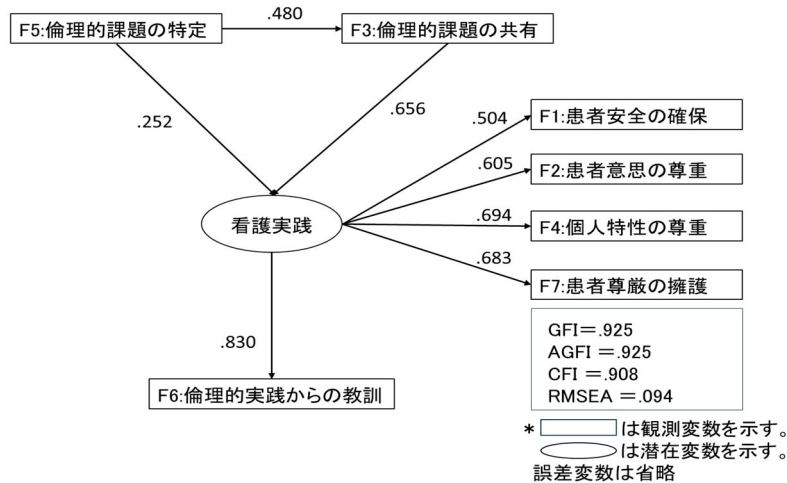 F5:倫理的課題の特定
.480
F3:倫理的課題の共有
.252
.656
.504
F1:患者安全の確保
.605
F2:患者意思の尊重
看護実践
.694
F4:個人特性の尊重
.683
F7:患者尊厳の擁護
.830
F6:倫理的実践からの教訓
GFI=.925
AGFI =.925
CFI =.908
RMSEA =.094
* は観測変数を示す。
は潜在変数を示す。
誤差変数は省略